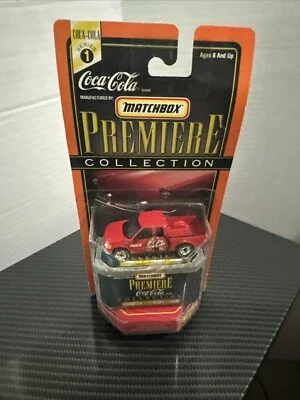 COCA-COLA
SERIES
1
Ages 8 And Up
Coca-Cola
BRAND
MANUFACTURED BY:
MATCHBOX
PREMIERE
COLLECTION
MATCHBOX
PREMIERE
Coca-Cola